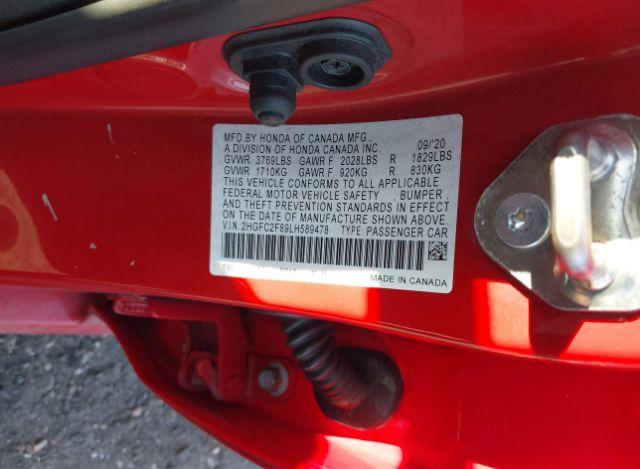 MFD. BY HONDA OF CANADA MFG., 09/'20
A DIVISION OF HONDA CANADA INC.
GVWR 3769LBS GAWR F 2028LBS R 1829LBS
GVWR 1710KG GAWR F 920KG R 830KG
THIS VEHICLE CONFORMS TO ALL APPLICABLE
FEDERAL MOTOR VEHICLE SAFETY, BUMPER,
AND THEFT PREVENTION STANDARDS IN EFFECT
ON THE DATE OF MANUFACTURE SHOWN ABOVE.
V.I.N. 2HGFC2F89LH589478 TYPE: PASSENGER CAR
MADE IN CANADA